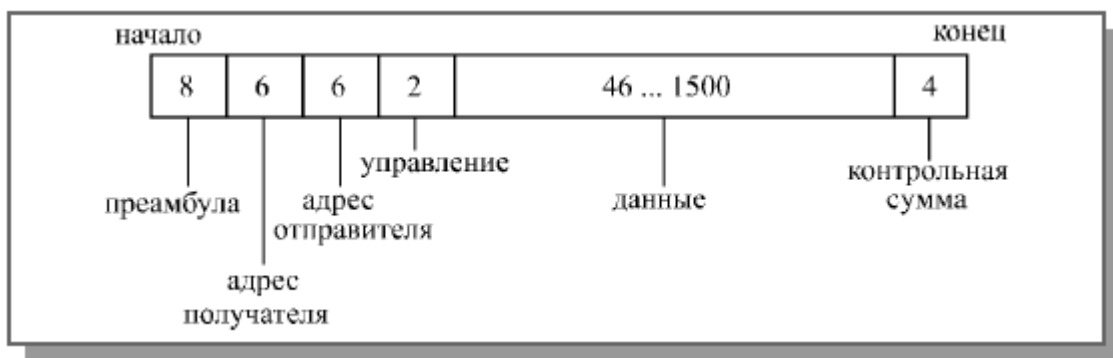 начало
конец
8 6 6 2 46 ... 1500 4
управление
преамбула
адрес
отправителя
данные
контрольная
сумма
адрес
получателя